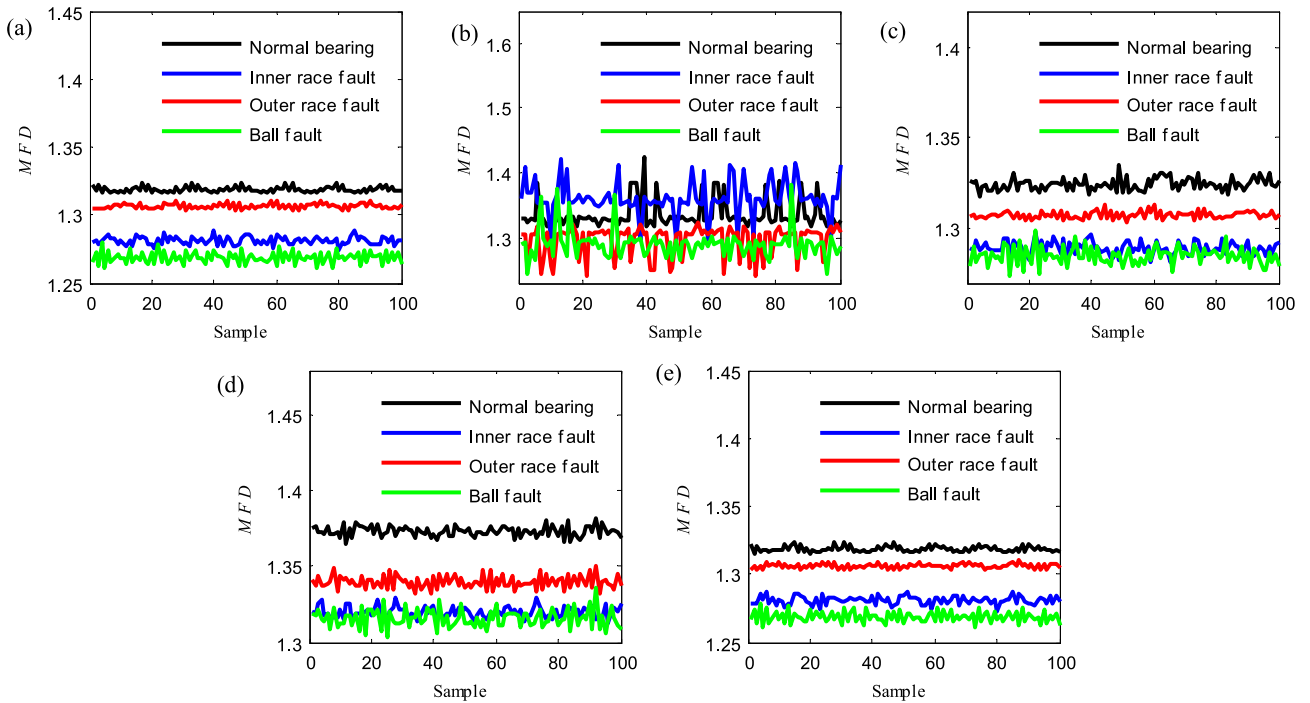 (a)
1.45
1.4
1.35
1.3
1.25
M F D
Normal bearing
Inner race fault
Outer race fault
Ball fault
0 20 40 60 80 100
Sample
(b)
1.6
1.5
1.4
1.3
M F D
Normal bearing
Inner race fault
Outer race fault
Ball fault
0 20 40 60 80 100
Sample
(c)
1.4
1.3
M F D
Normal bearing
Inner race fault
Outer race fault
Ball fault
0 20 40 60 80 100
Sample
(d)
1.45
1.4
1.35
1.3
M F D
Normal bearing
Inner race fault
Outer race fault
Ball fault
0 20 40 60 80 100
Sample
(e)
1.45
1.4
1.35
1.3
1.25
M F D
Normal bearing
Inner race fault
Outer race fault
Ball fault
0 20 40 60 80 100
Sample